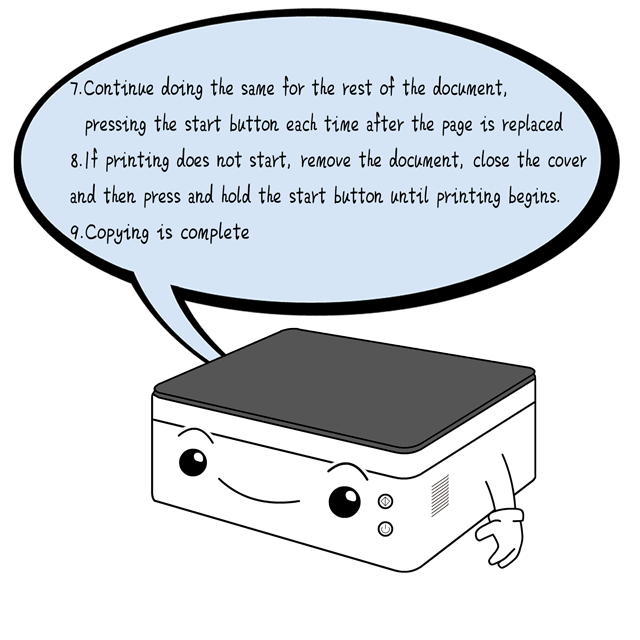 7.Continue doing the same for the rest of the document,
pressing the start button each time after the page is replaced
8.If printing does not start, remove the document, close the cover
and then press and hold the start button until printing begins.
9.Copying is complete